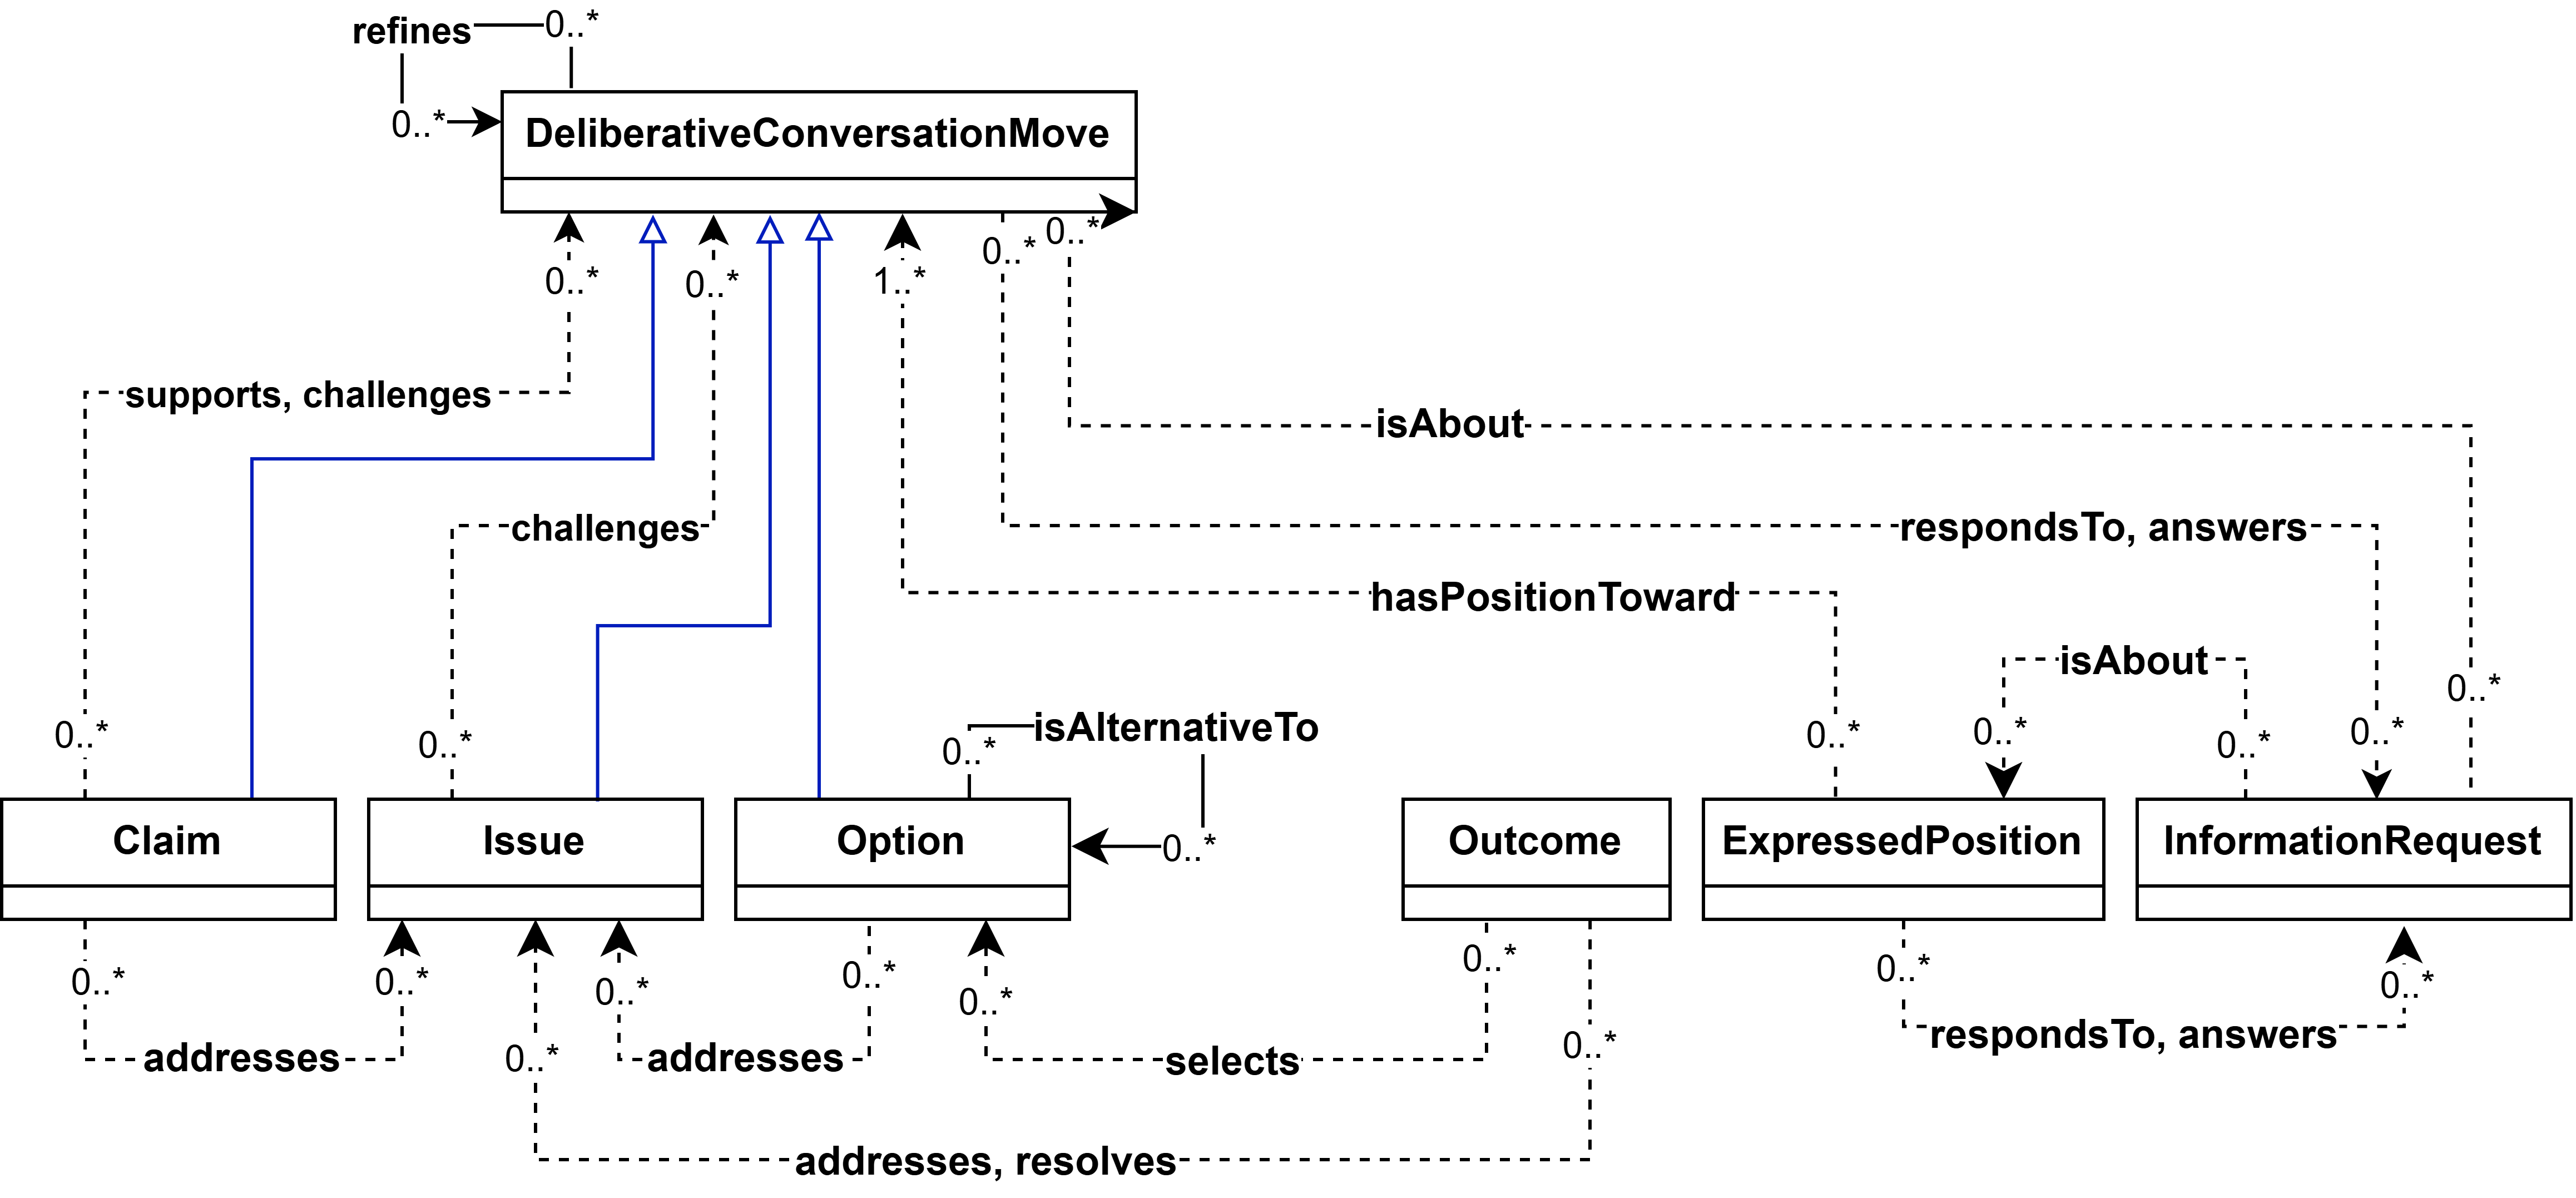 refines 0..*
0..*
DeliberativeConversationMove
0..* 0..*
0..* 0..* 1..*
supports, challenges
isAbout
challenges
respondsTo, answers
hasPositionToward
isAbout
0..*
isAlternativeTo
0..* 0..* 0..* 0..* 0..* 0..* 0..*
Claim Issue Option Outcome ExpressedPosition InformationRequest
0..*
0..* 0..* 0..* 0..* 0..* 0..* 0..* 0..*
respondsTo, answers
0..* 0..*
addresses addresses selects
addresses, resolves